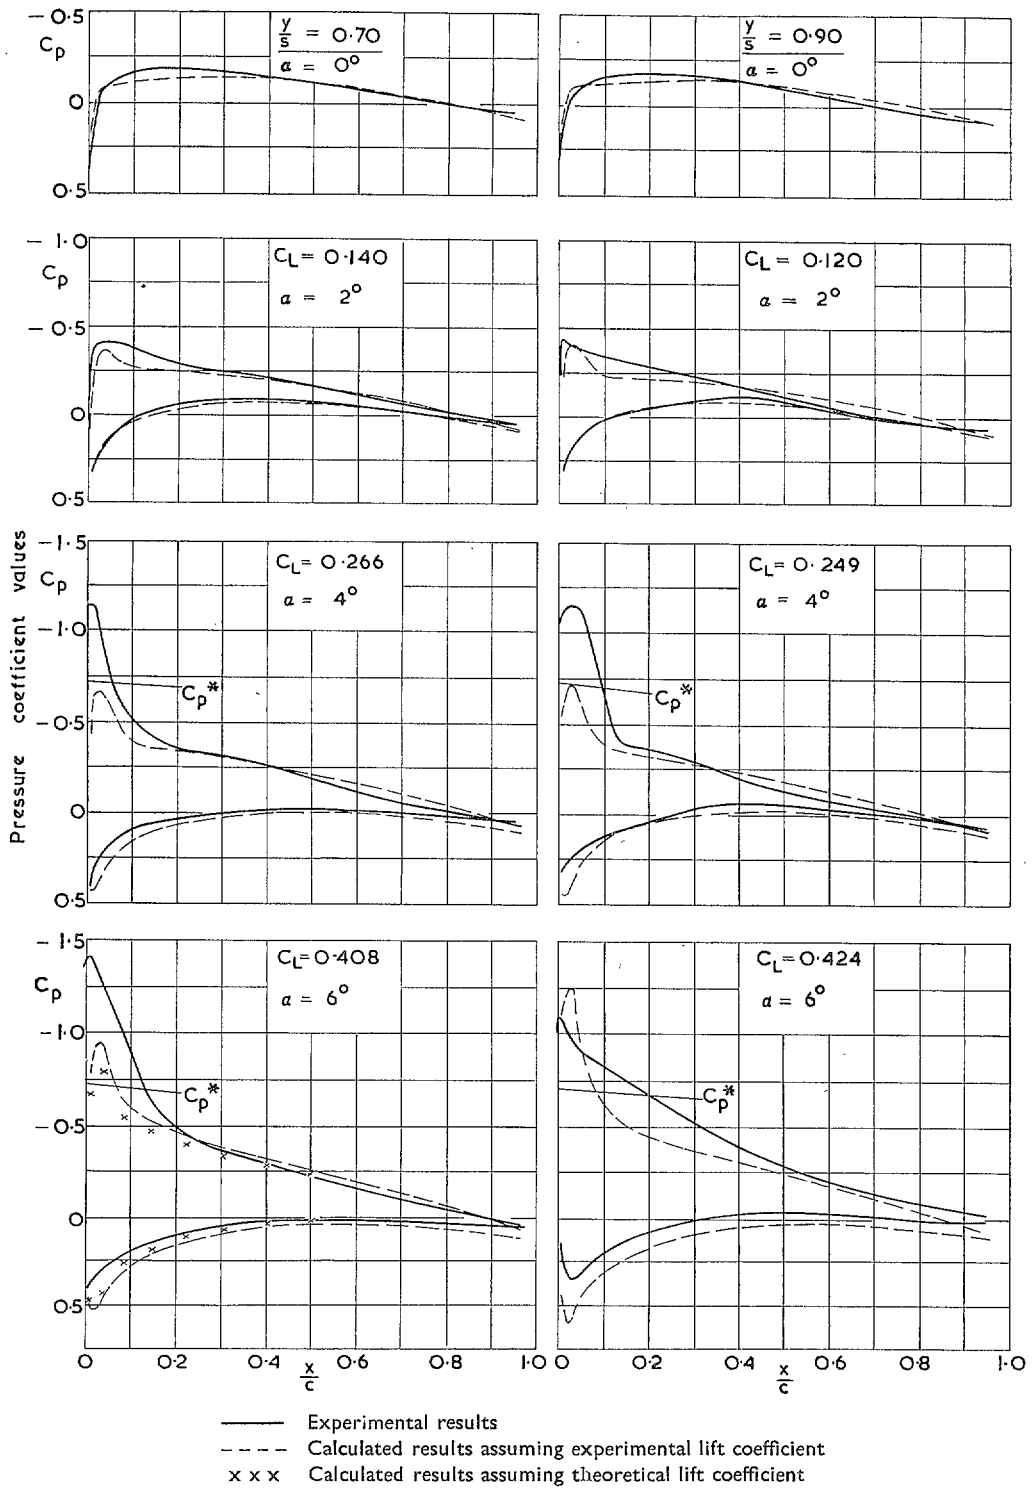 − 0·5
Cp
0
0·5
y/s = 0·70
α = 0°
y/s = 0·90
α = 0°
− 1·0
Cp
− 0·5
0
0·5
CL = 0·140
α = 2°
CL = 0·120
α = 2°
Pressure coefficient values
−1·5
Cp
−1·0
−0·5
0
0·5
CL = 0·266
α = 4°
Cp*
CL = 0·249
α = 4°
Cp*
− 1·5
Cp
− 1·0
− 0·5
0
0·5
CL = 0·408
α = 6°
Cp*
CL = 0·424
α = 6°
Cp*
0 0·2 0·4 x/c 0·6 0·8 1·0
0 0·2 0·4 x/c 0·6 0·8 1·0
Experimental results
Calculated results assuming experimental lift coefficient
x x x Calculated results assuming theoretical lift coefficient